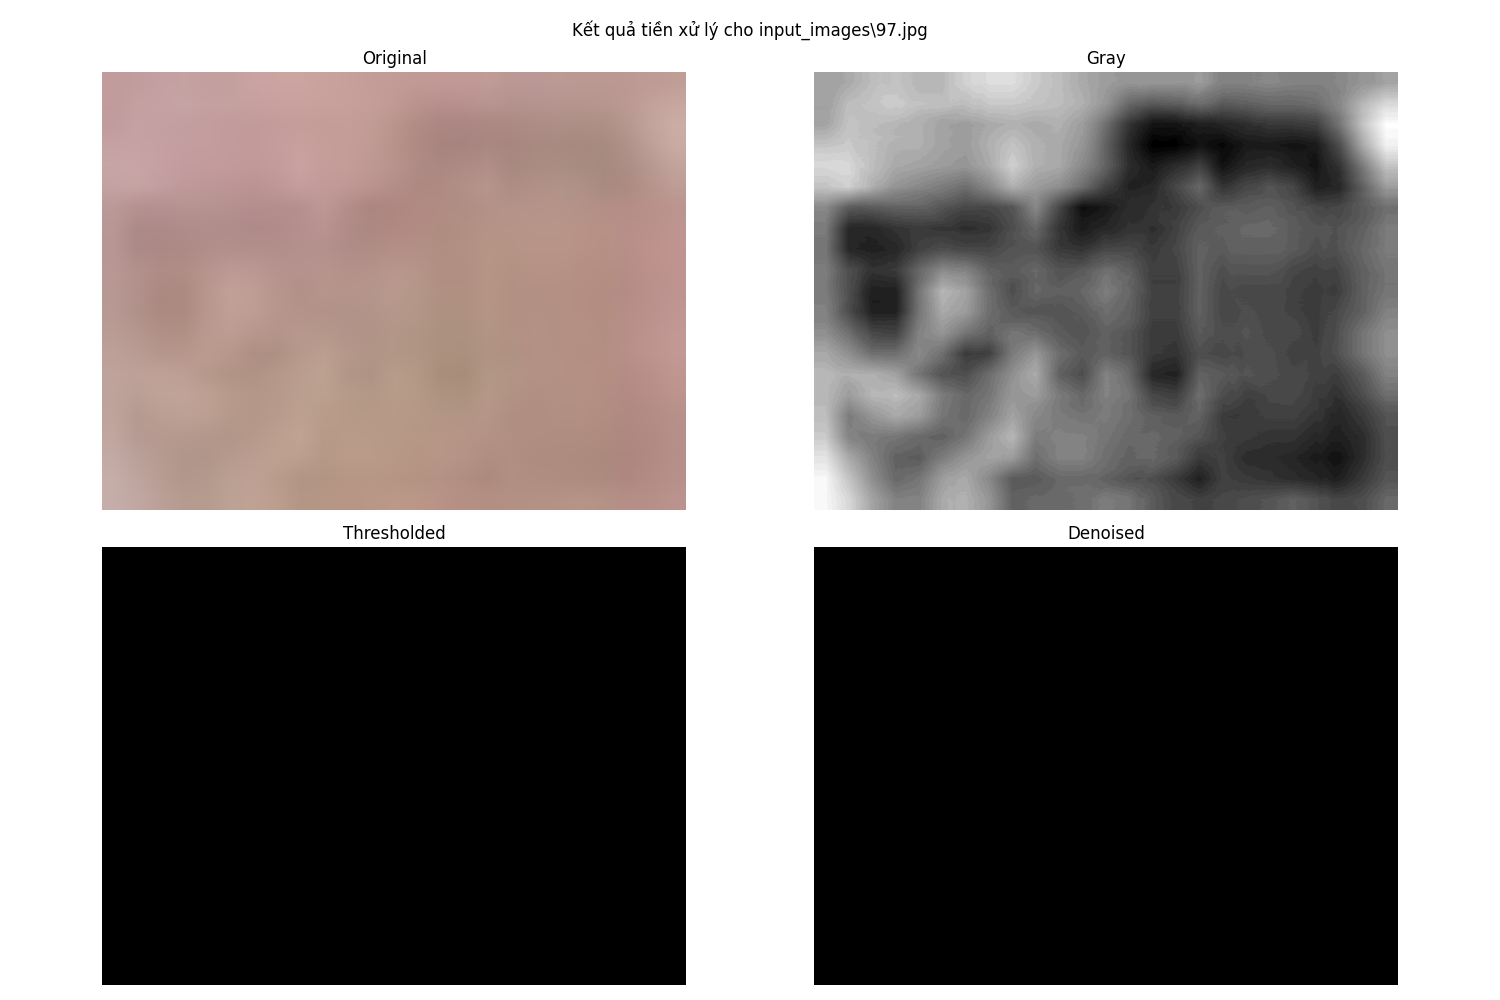 Kết quả tiền xử lý cho input_images\97.jpg
Original
Gray
Thresholded
Denoised